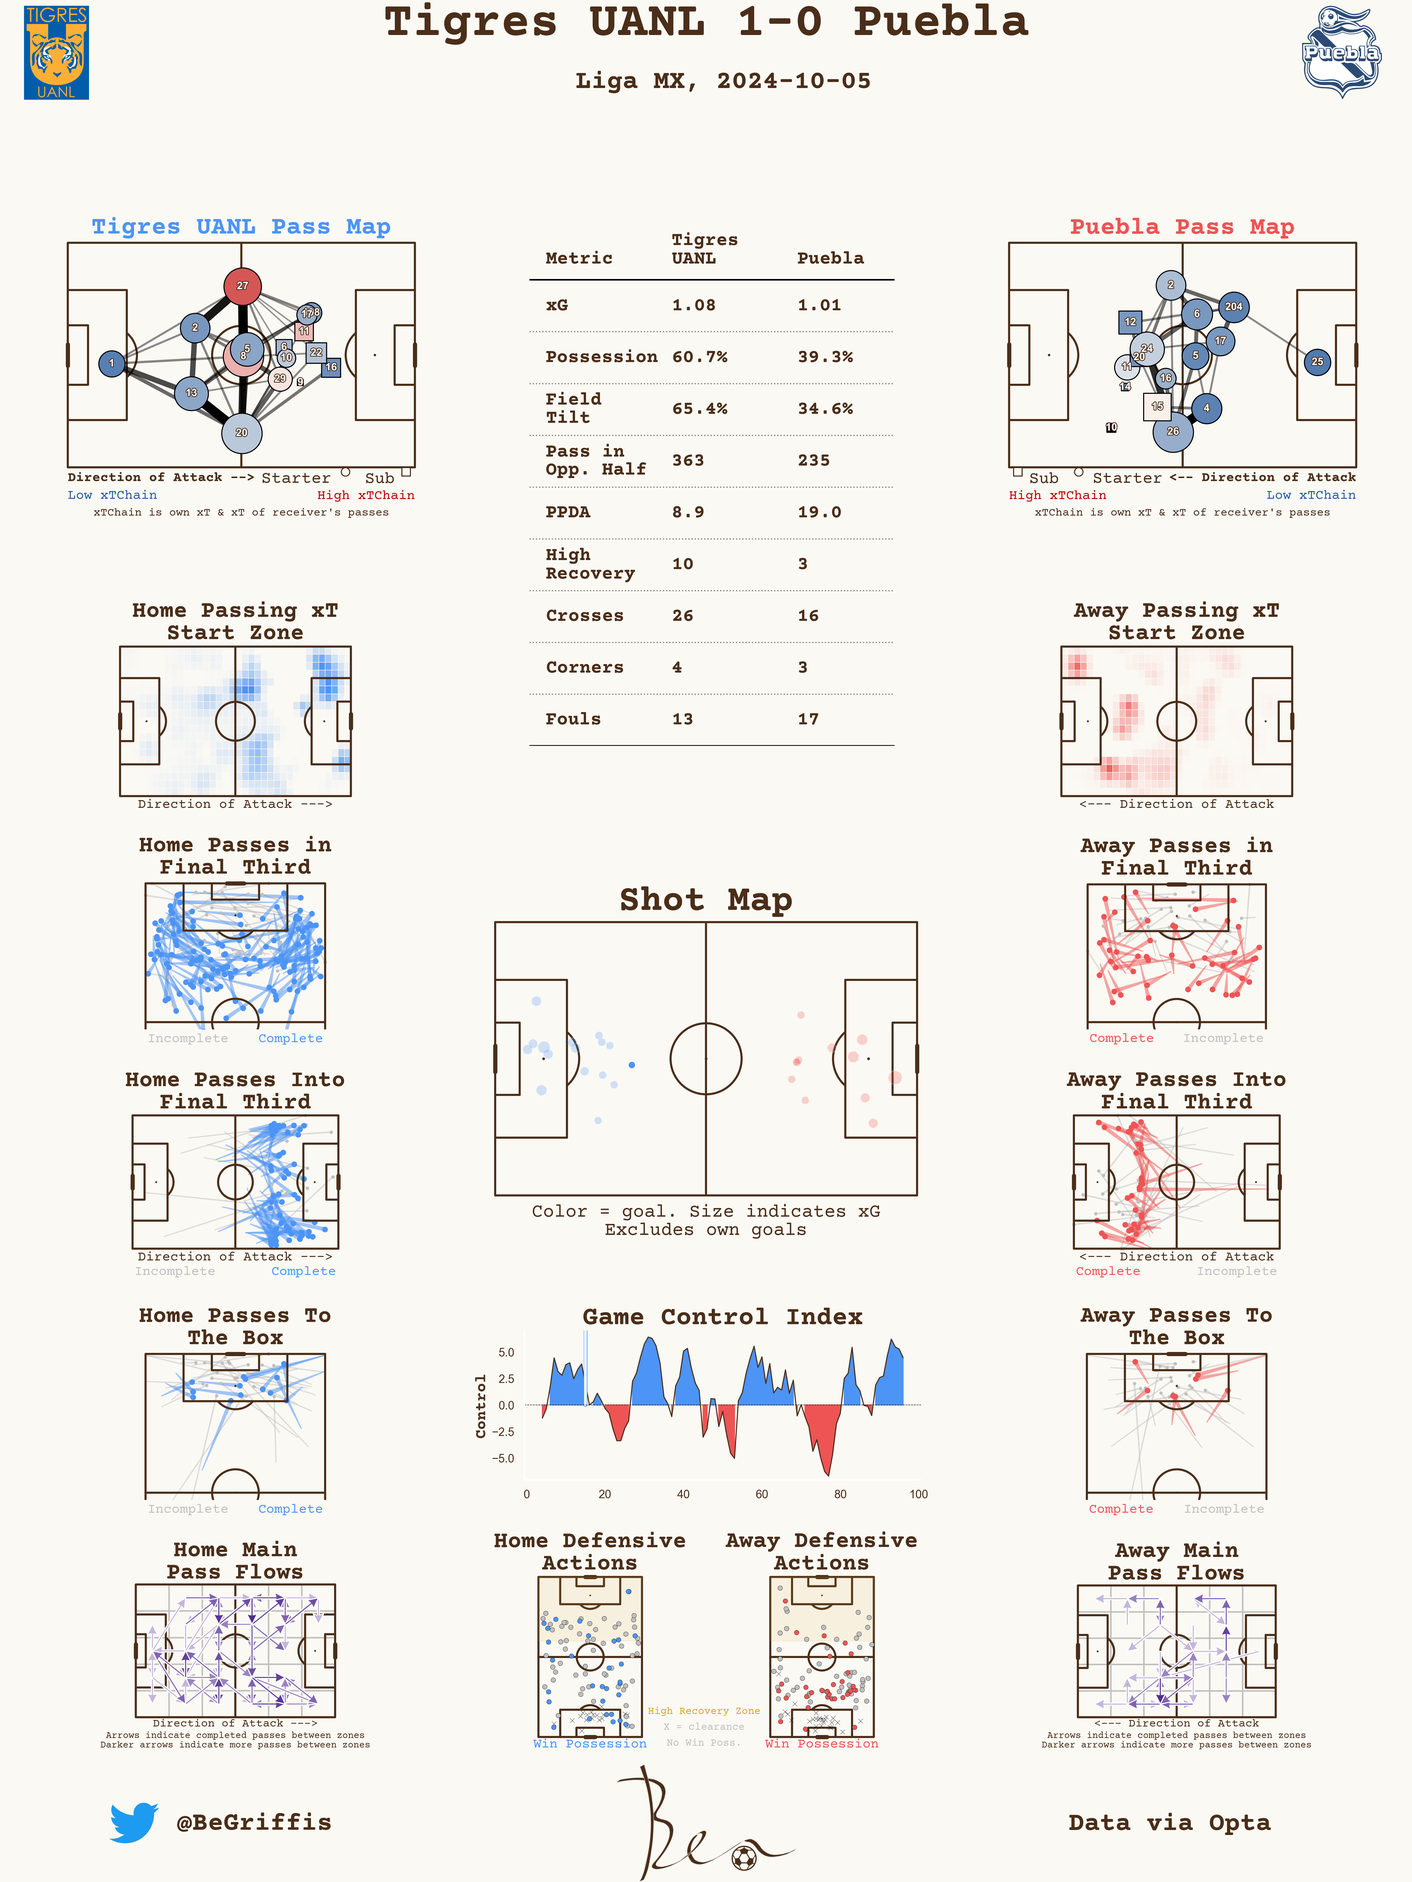 Tigres UANL 1-0 Puebla
Liga MX, 2024-10-05
TIGRES
UANL
Puebla
Tigres UANL Pass Map
27
2
17
8
11
5
6
8
10
22
1
16
29
9
13
20
Direction of Attack --> Starter Sub
Low xTChain High xTChain
xTChain is own xT & xT of receiver's passes
Metric Tigres UANL Puebla
xG 1.08 1.01
Possession 60.7% 39.3%
Field Tilt 65.4% 34.6%
Pass in Opp. Half 363 235
PPDA 8.9 19.0
High Recovery 10 3
Crosses 26 16
Corners 4 3
Fouls 13 17
Puebla Pass Map
2
204
6
12
17
24
20
5
25
11
16
14
15
4
10
26
Sub Starter <-- Direction of Attack
High xTChain Low xTChain
xTChain is own xT & xT of receiver's passes
Home Passing xT
Start Zone
Direction of Attack --->
Away Passing xT
Start Zone
<--- Direction of Attack
Home Passes in
Final Third
Incomplete Complete
Away Passes in
Final Third
Complete Incomplete
Shot Map
Color = goal. Size indicates xG
Excludes own goals
Home Passes Into
Final Third
Direction of Attack --->
Incomplete Complete
Away Passes Into
Final Third
<--- Direction of Attack
Complete Incomplete
Home Passes To
The Box
Incomplete Complete
Game Control Index
Control
5.0
2.5
0.0
−2.5
−5.0
0 20 40 60 80 100
Away Passes To
The Box
Complete Incomplete
Home Main
Pass Flows
Direction of Attack --->
Arrows indicate completed passes between zones
Darker arrows indicate more passes between zones
Home Defensive
Actions
Win Possession
Away Defensive
Actions
Win Possession
High Recovery Zone
X = clearance
No Win Poss.
Away Main
Pass Flows
<--- Direction of Attack
Arrows indicate completed passes between zones
Darker arrows indicate more passes between zones
@BeGriffis
Ben
Data via Opta